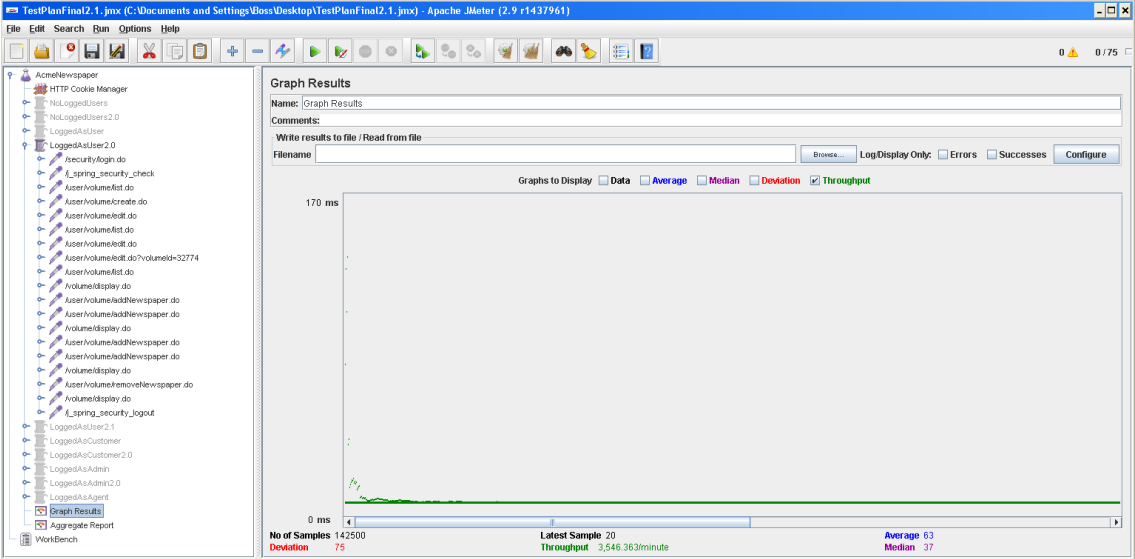 TestPlanFinal2.1.jmx (C:\Documents and Settings\Boss\Desktop\TestPlanFinal2.1.jmx) - Apache JMeter (2.9 r1437961)
File Edit Search Run Options Help
0 0 / 75
AcmeNewspaper
HTTP Cookie Manager
NoLoggedUsers
NoLoggedUsers2.0
LoggedAsUser
LoggedAsUser2.0
/security/login.do
/j_spring_security_check
/user/volume/list.do
/user/volume/create.do
/user/volume/edit.do
/user/volume/list.do
/user/volume/edit.do
/user/volume/edit.do?volumeId=32774
/user/volume/list.do
/volume/display.do
/user/volume/addNewspaper.do
/user/volume/addNewspaper.do
/volume/display.do
/user/volume/addNewspaper.do
/user/volume/addNewspaper.do
/volume/display.do
/user/volume/removeNewspaper.do
/volume/display.do
/j_spring_security_logout
LoggedAsUser2.1
LoggedAsCustomer
LoggedAsCustomer2.0
LoggedAsAdmin
LoggedAsAdmin2.0
LoggedAsAgent
Graph Results
Aggregate Report
WorkBench
Graph Results
Name: Graph Results
Comments:
Write results to file / Read from file
Filename Browse... Log/Display Only: Errors Successes Configure
Graphs to Display Data Average Median Deviation Throughput
170 ms
0 ms
No of Samples 142500 Latest Sample 20 Average 63
Deviation 75 Throughput 3,546.363/minute Median 37